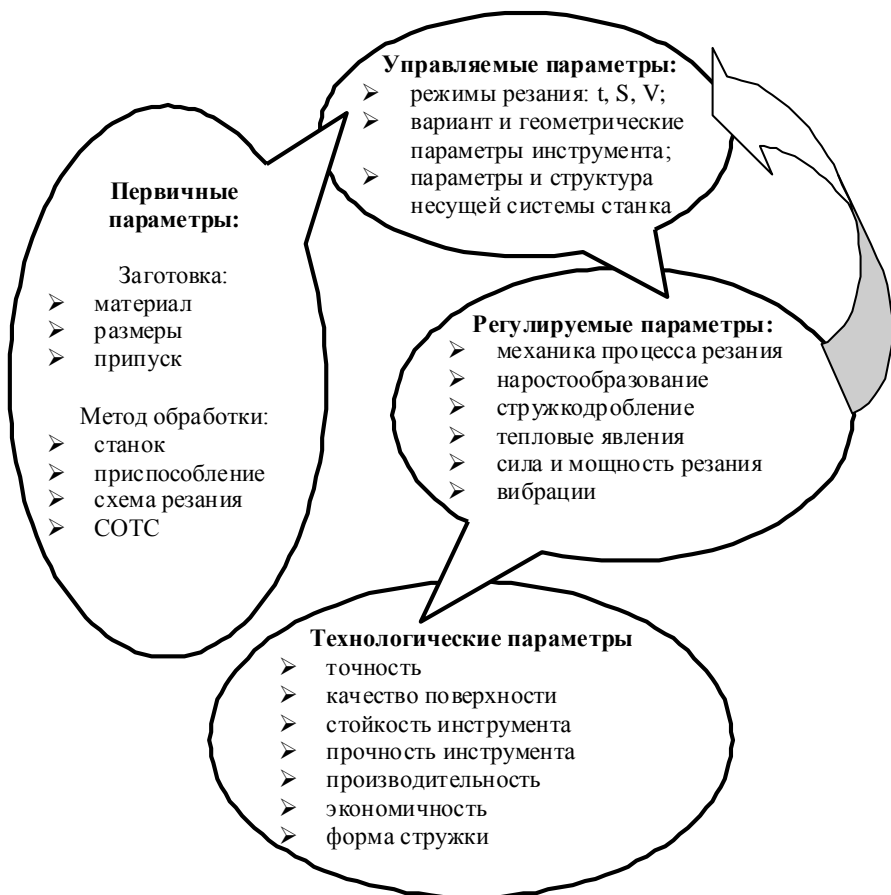 Управляемые параметры:
➢ режимы резания: t, S, V;
➢ вариант и геометрические
параметры инструмента;
➢ параметры и структура
несущей системы станка
Первичные
параметры:
Заготовка:
➢ материал
➢ размеры
➢ припуск
Метод обработки:
➢ станок
➢ приспособление
➢ схема резания
➢ СОТС
Регулируемые параметры:
➢ механика процесса резания
➢ наростообразование
➢ стружкодробление
➢ тепловые явления
➢ сила и мощность резания
➢ вибрации
Технологические параметры
➢ точность
➢ качество поверхности
➢ стойкость инструмента
➢ прочность инструмента
➢ производительность
➢ экономичность
➢ форма стружки